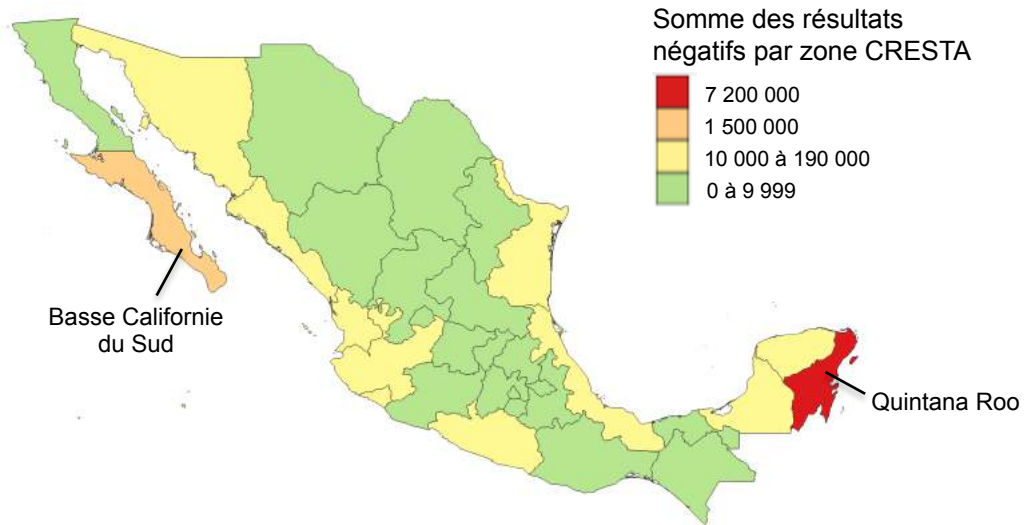 Somme des résultats
négatifs par zone CRESTA
7 200 000
1 500 000
10 000 à 190 000
0 à 9 999
Basse Californie
du Sud
Quintana Roo